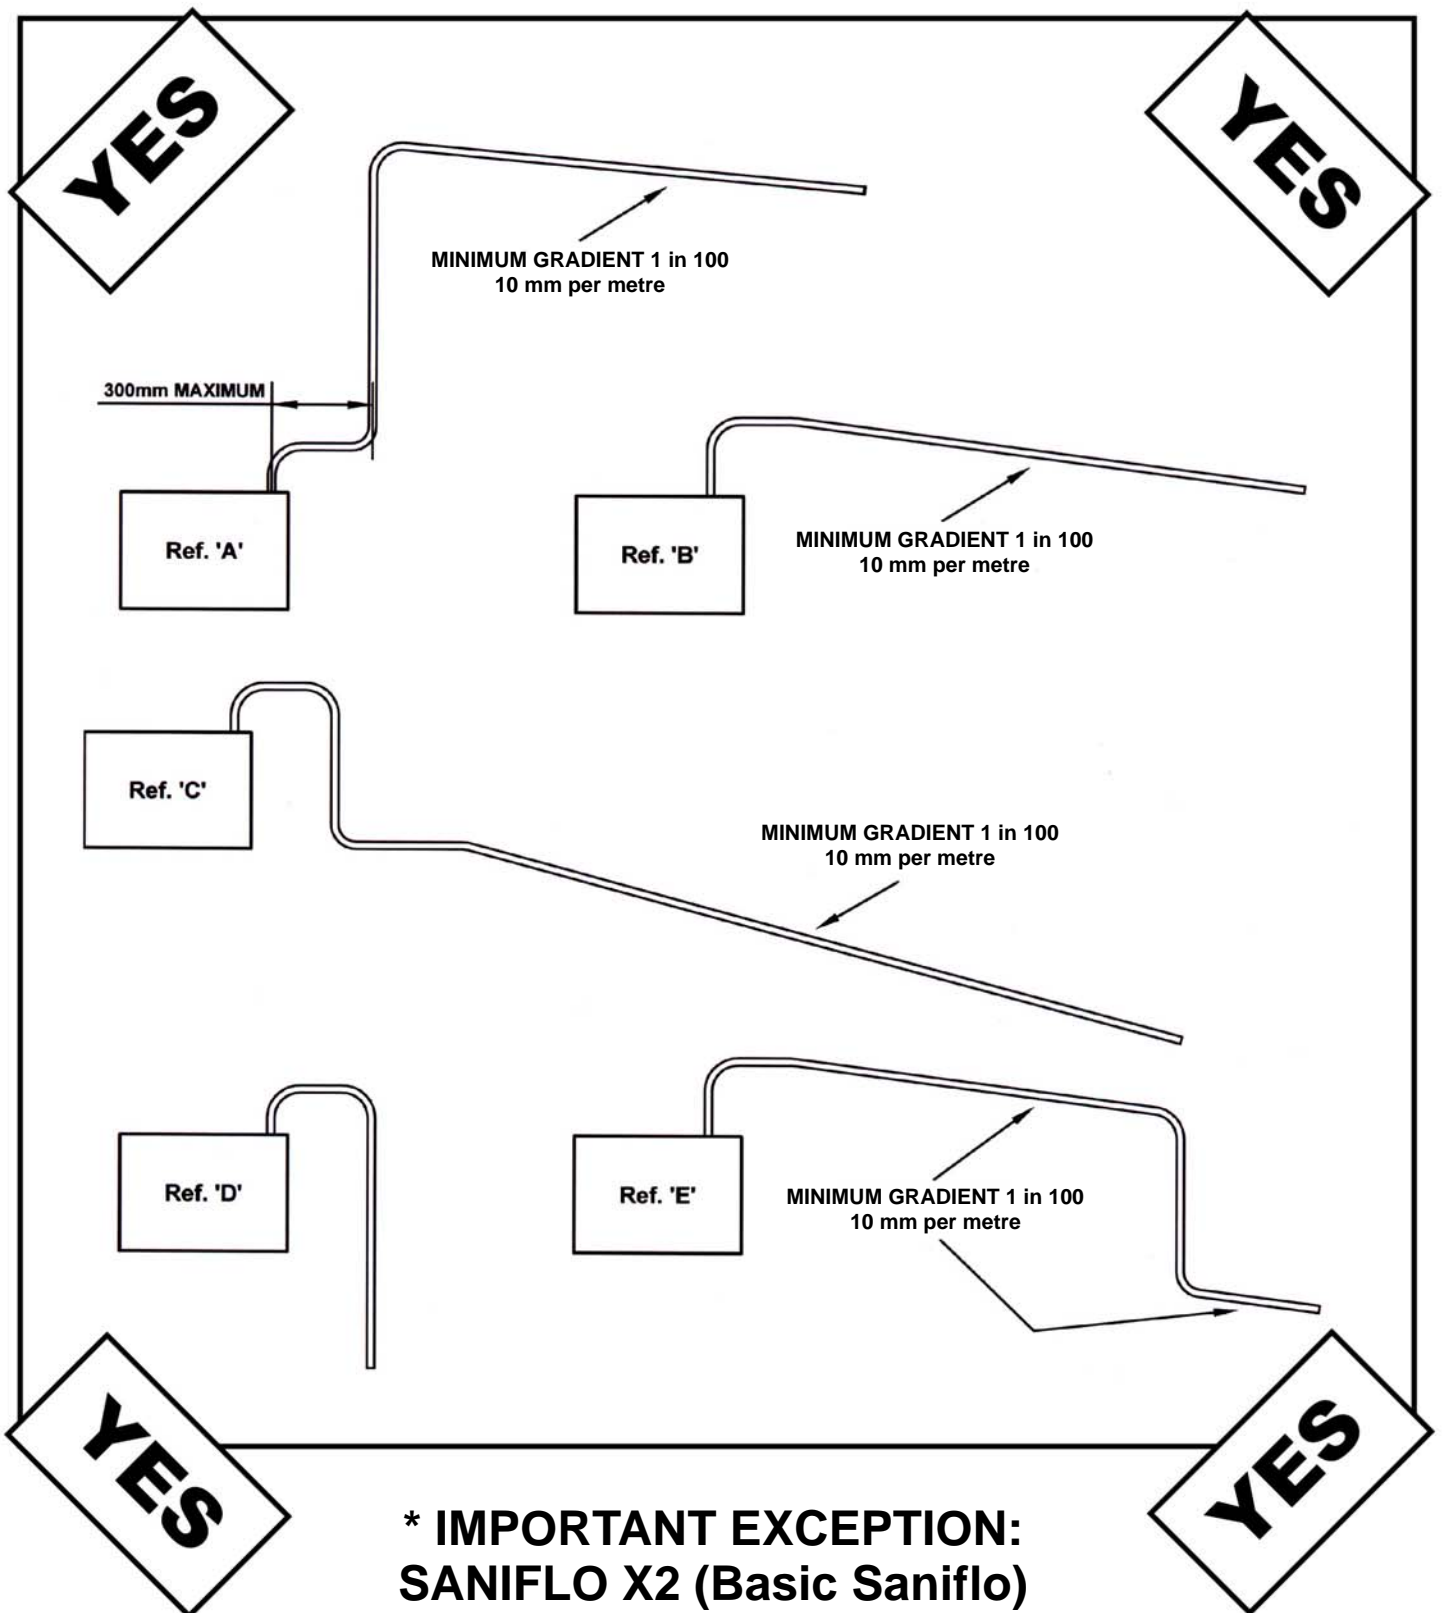 YES
YES
MINIMUM GRADIENT 1 in 100
10 mm per metre
300mm MAXIMUM
Ref. 'A'
Ref. 'B'
MINIMUM GRADIENT 1 in 100
10 mm per metre
Ref. 'C'
MINIMUM GRADIENT 1 in 100
10 mm per metre
Ref. 'D'
Ref. 'E'
MINIMUM GRADIENT 1 in 100
10 mm per metre
YES
YES
* IMPORTANT EXCEPTION:
SANIFLO X2 (Basic Saniflo)